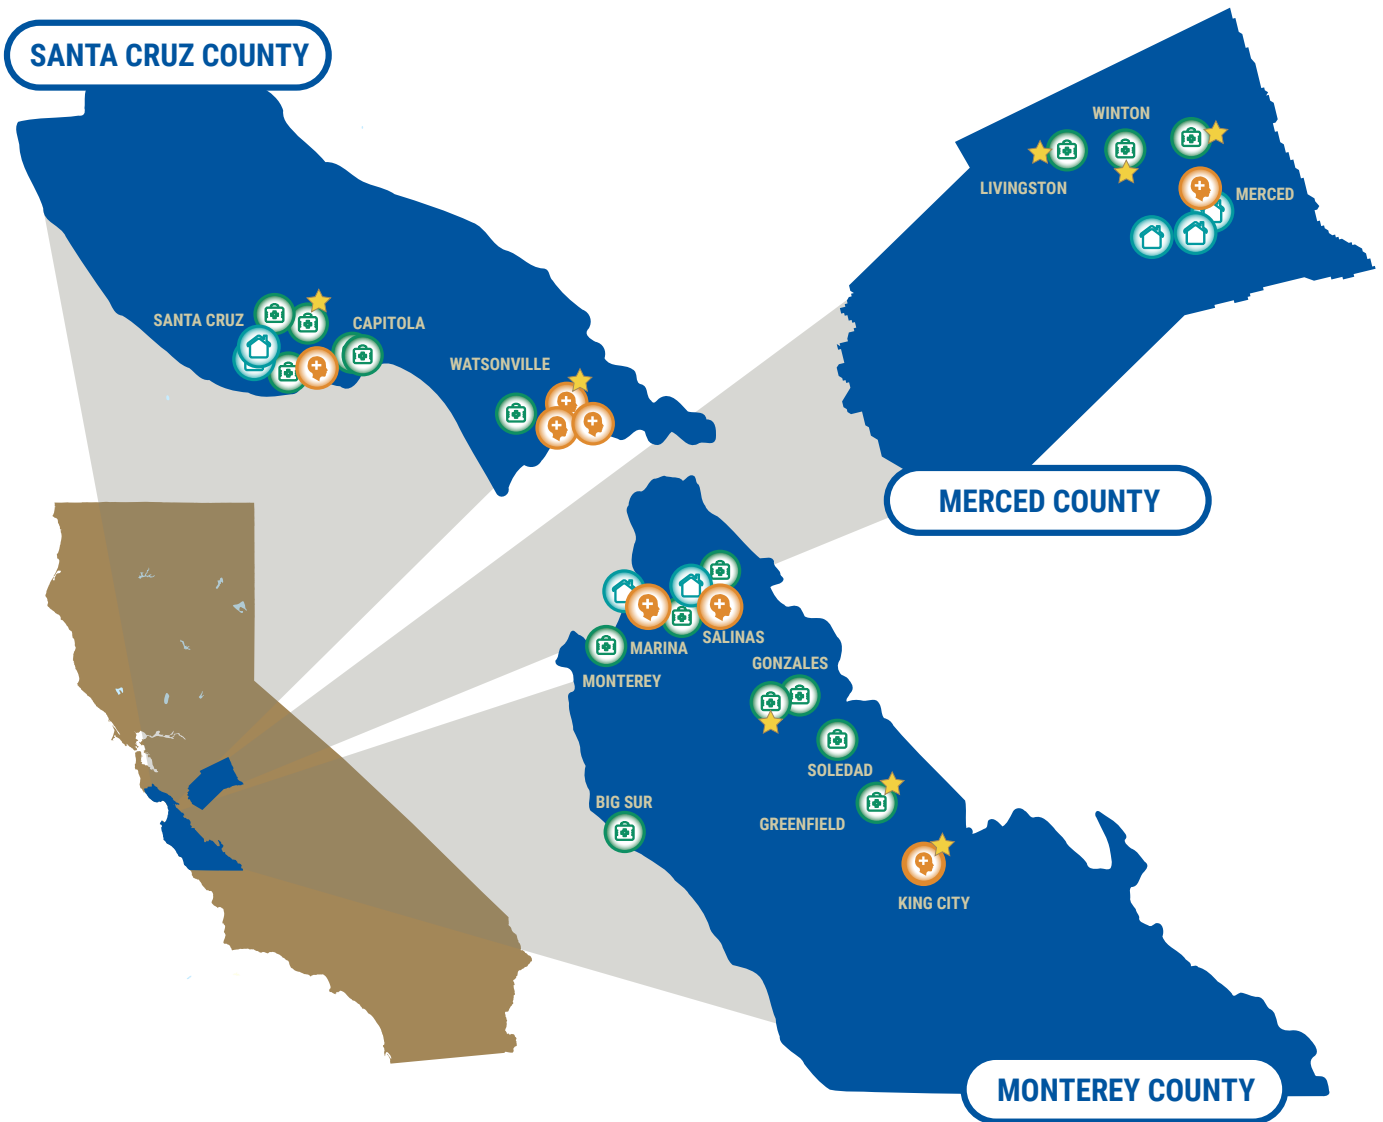 SANTA CRUZ COUNTY
WINTON
LIVINGSTON
MERCED
SANTA CRUZ
CAPITOLA
WATSONVILLE
MERCED COUNTY
SALINAS
MARINA
GONZALES
MONTEREY
SOLEDAD
BIG SUR
GREENFIELD
KING CITY
MONTEREY COUNTY